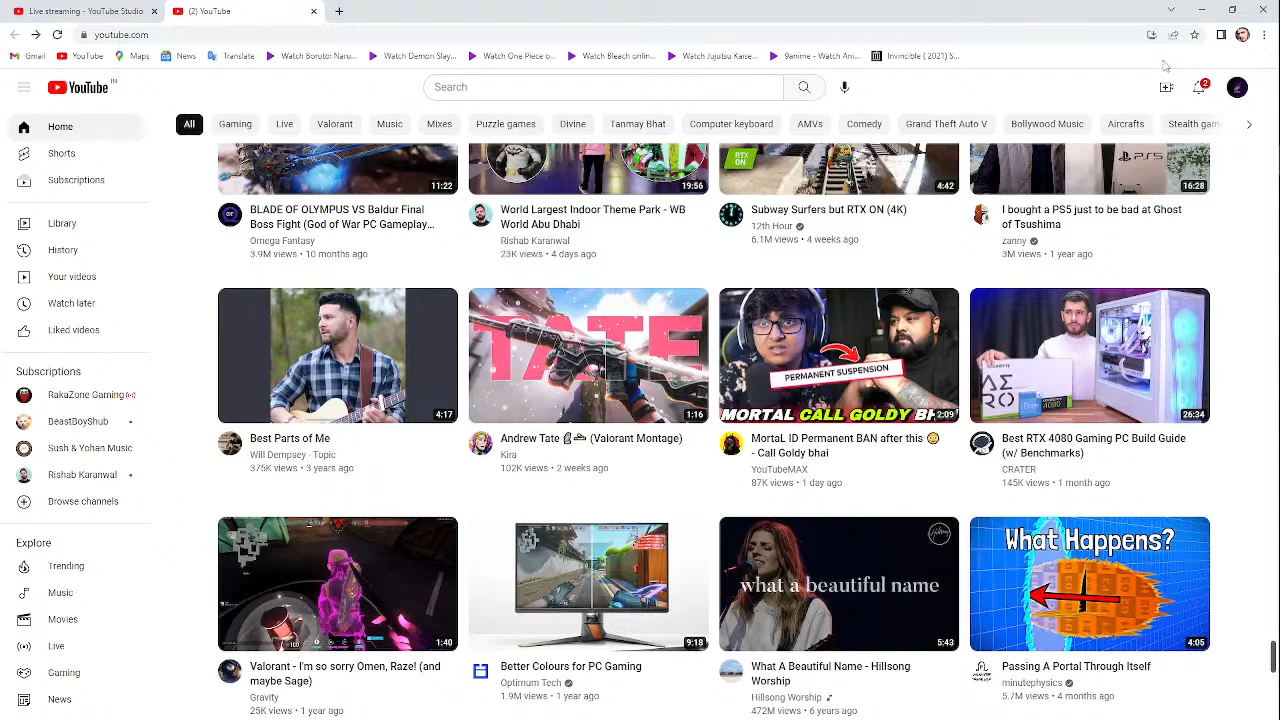 Live streaming - YouTube Studio
(2) YouTube
youtube.com
Gmail
YouTube
Maps
News
Translate
Watch Boruto: Naru...
Watch Demon Slay...
Watch One Piece o...
Watch Bleach onlin...
Watch Jujutsu Kaise...
9anime - Watch Ani...
Invincible ( 2021) S...
YouTube IN
Search
2
All
Gaming
Live
Valorant
Music
Mixes
Puzzle games
Divine
Tanmay Bhat
Computer keyboard
AMVs
Comedy
Grand Theft Auto V
Bollywood Music
Aircrafts
Stealth gam
Home
Shorts
Subscriptions
Library
History
Your videos
Watch later
Liked videos
Subscriptions
RakaZone Gaming
BeastBoyShub
Sush & Yohan Music
Rishab Karanwal
Browse channels
Explore
Trending
Music
Movies
Live
Gaming
News
11:22
19:56
RTX
ON
4:42
PS5
16:28
BLADE OF OLYMPUS VS Baldur Final
Boss Fight (God of War PC Gameplay...
Omega Fantasy
3.9M views • 10 months ago
World Largest Indoor Theme Park - WB
World Abu Dhabi
Rishab Karanwal
23K views • 4 days ago
Subway Surfers but RTX ON (4K)
12th Hour
6.1M views • 4 weeks ago
I bought a PS5 just to be bad at Ghost
of Tsushima
zanny
3M views • 1 year ago
4:17
TATE
1:16
PERMANENT SUSPENSION
MORTAL CALL GOLDY BH
2:09
GIGABYTE
AERO
4080
26:34
Best Parts of Me
Will Dempsey - Topic
375K views • 3 years ago
Andrew Tate (Valorant Montage)
Kira
102K views • 2 weeks ago
MortaL ID Permanent BAN after this 😳
- Call Goldy bhai
YouTubeMAX
87K views • 1 day ago
Best RTX 4080 Gaming PC Build Guide
(w/ Benchmarks)
CRATER
145K views • 1 month ago
+100
1:40
9:18
what a beautiful name
5:43
What Happens?
4:05
Valorant - I'm so sorry Omen, Raze! (and
maybe Sage)
Gravity
25K views • 1 year ago
Better Colours for PC Gaming
Optimum Tech
1.9M views • 1 year ago
What A Beautiful Name - Hillsong
Worship
Hillsong Worship
472M views • 6 years ago
Passing A Portal Through Itself
minutephysics
5.7M views • 4 months ago